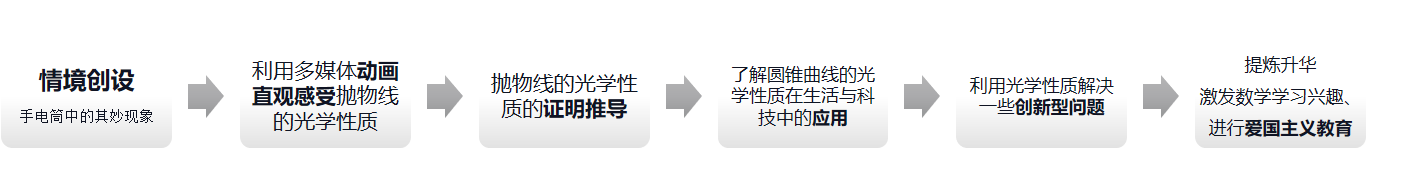 情境创设
手电筒中的其妙现象
利用多媒体动画
直观感受抛物线
的光学性质
抛物线的光学性
质的证明推导
了解圆锥曲线的光
学性质在生活与科
技中的应用
利用光学性质解决
一些创新型问题
提炼升华
激发数学学习兴趣、
进行爱国主义教育